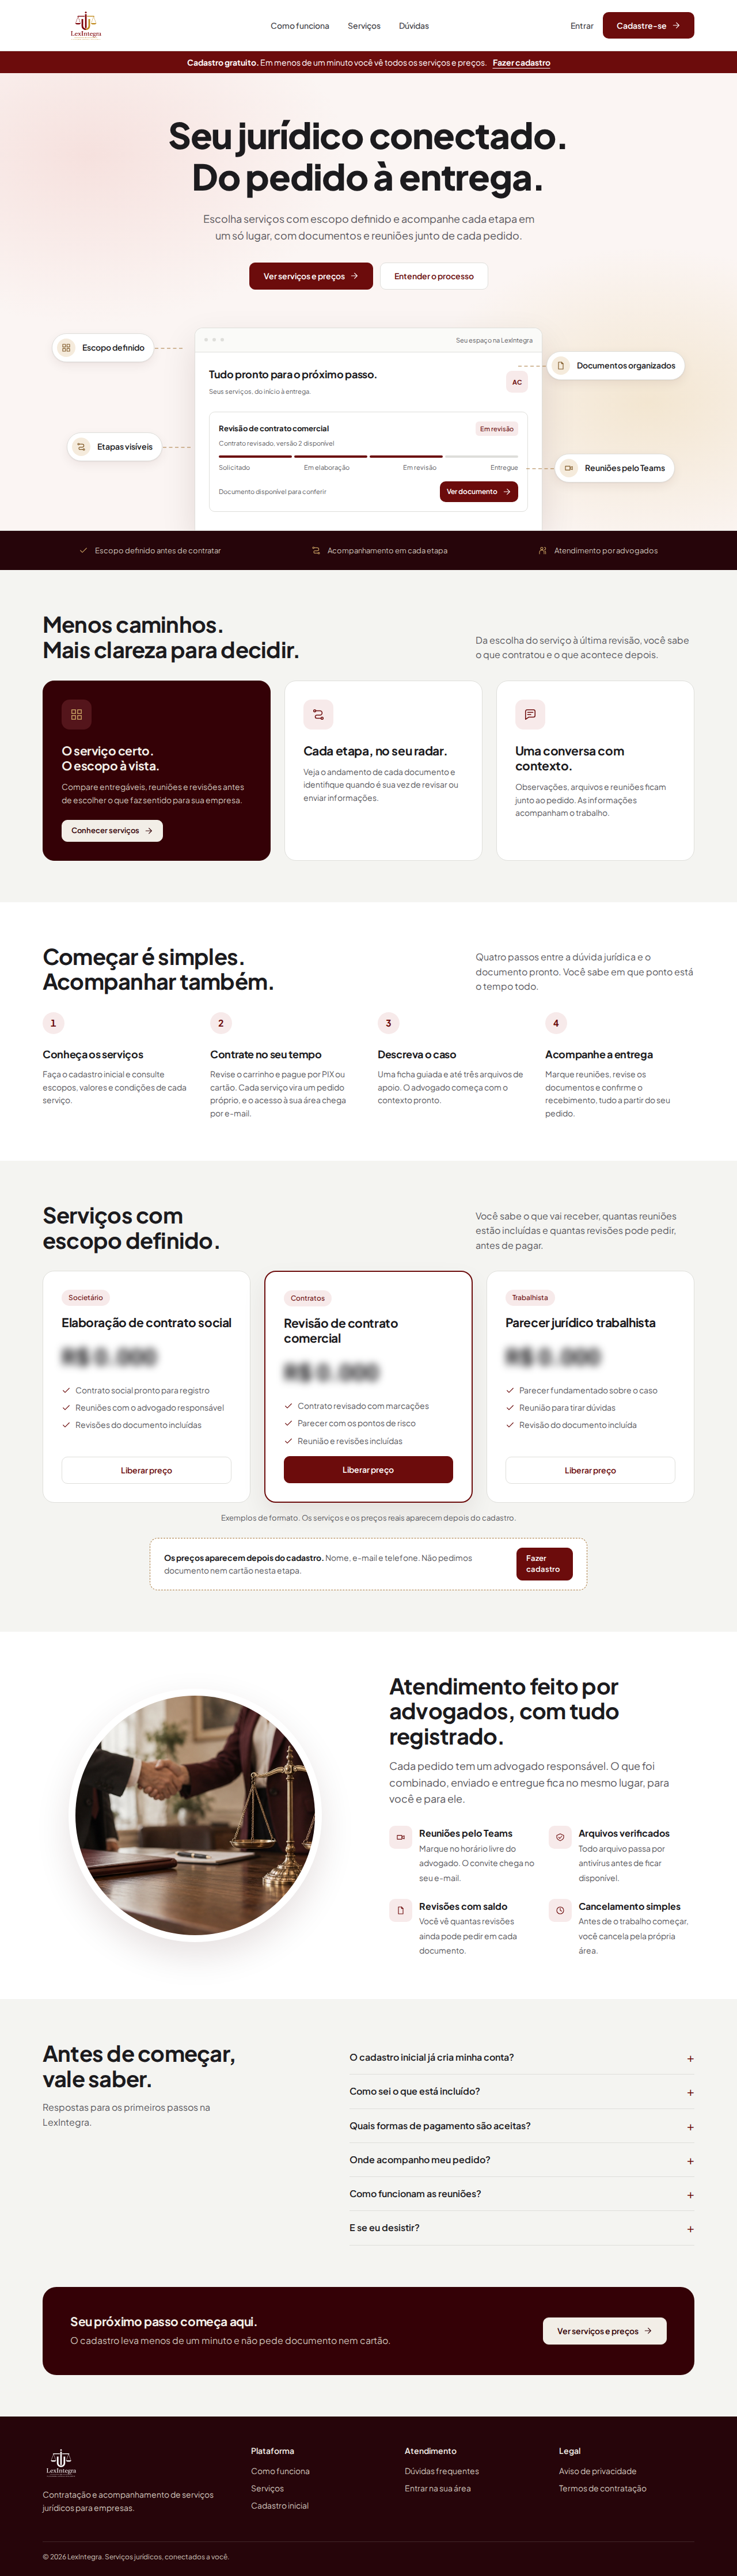 LexIntegra
Como funciona
Serviços
Dúvidas
Entrar
Cadastre-se
Cadastro gratuito. Em menos de um minuto você vê todos os serviços e preços. Fazer cadastro
Seu jurídico conectado.
Do pedido à entrega.
Escolha serviços com escopo definido e acompanhe cada etapa em
um só lugar, com documentos e reuniões junto de cada pedido.
Ver serviços e preços
Entender o processo
Escopo definido
Etapas visíveis
Seu espaço na LexIntegra
Tudo pronto para o próximo passo.
Seus serviços, do início à entrega.
AC
Revisão de contrato comercial
Em revisão
Contrato revisado, versão 2 disponível
Solicitado
Em elaboração
Em revisão
Entregue
Documento disponível para conferir
Ver documento
Documentos organizados
Reuniões pelo Teams
Escopo definido antes de contratar
Acompanhamento em cada etapa
Atendimento por advogados
Menos caminhos.
Mais clareza para decidir.
Da escolha do serviço à última revisão, você sabe
o que contratou e o que acontece depois.
O serviço certo.
O escopo à vista.
Compare entregáveis, reuniões e revisões antes
de escolher o que faz sentido para sua empresa.
Conhecer serviços
Cada etapa, no seu radar.
Veja o andamento de cada documento e
identifique quando é sua vez de revisar ou
enviar informações.
Uma conversa com
contexto.
Observações, arquivos e reuniões ficam
junto ao pedido. As informações
acompanham o trabalho.
Começar é simples.
Acompanhar também.
Quatro passos entre a dúvida jurídica e o
documento pronto. Você sabe em que ponto está
o tempo todo.
1
Conheça os serviços
Faça o cadastro inicial e consulte
escopos, valores e condições de cada
serviço.
2
Contrate no seu tempo
Revise o carrinho e pague por PIX ou
cartão. Cada serviço vira um pedido
próprio, e o acesso à sua área chega
por e-mail.
3
Descreva o caso
Uma ficha guiada e até três arquivos de
apoio. O advogado começa com o
contexto pronto.
4
Acompanhe a entrega
Marque reuniões, revise os
documentos e confirme o
recebimento, tudo a partir do seu
pedido.
Serviços com
escopo definido.
Você sabe o que vai receber, quantas reuniões
estão incluídas e quantas revisões pode pedir,
antes de pagar.
Societário
Elaboração de contrato social
R$ 0.000
Contrato social pronto para registro
Reuniões com o advogado responsável
Revisões do documento incluídas
Liberar preço
Contratos
Revisão de contrato
comercial
R$ 0.000
Contrato revisado com marcações
Parecer com os pontos de risco
Reunião e revisões incluídas
Liberar preço
Trabalhista
Parecer jurídico trabalhista
R$ 0.000
Parecer fundamentado sobre o caso
Reunião para tirar dúvidas
Revisão do documento incluída
Liberar preço
Exemplos de formato. Os serviços e os preços reais aparecem depois do cadastro.
Os preços aparecem depois do cadastro. Nome, e-mail e telefone. Não pedimos
documento nem cartão nesta etapa.
Fazer
cadastro
Atendimento feito por
advogados, com tudo
registrado.
Cada pedido tem um advogado responsável. O que foi
combinado, enviado e entregue fica no mesmo lugar, para
você e para ele.
Reuniões pelo Teams
Marque no horário livre do
advogado. O convite chega no
seu e-mail.
Arquivos verificados
Todo arquivo passa por
antivírus antes de ficar
disponível.
Revisões com saldo
Você vê quantas revisões
ainda pode pedir em cada
documento.
Cancelamento simples
Antes de o trabalho começar,
você cancela pela própria
área.
Antes de começar,
vale saber.
Respostas para os primeiros passos na
LexIntegra.
O cadastro inicial já cria minha conta?
Como sei o que está incluído?
Quais formas de pagamento são aceitas?
Onde acompanho meu pedido?
Como funcionam as reuniões?
E se eu desistir?
Seu próximo passo começa aqui.
O cadastro leva menos de um minuto e não pede documento nem cartão.
Ver serviços e preços
LexIntegra
Contratação e acompanhamento de serviços
jurídicos para empresas.
Plataforma
Como funciona
Serviços
Cadastro inicial
Atendimento
Dúvidas frequentes
Entrar na sua área
Legal
Aviso de privacidade
Termos de contratação
© 2026 LexIntegra. Serviços jurídicos, conectados a você.